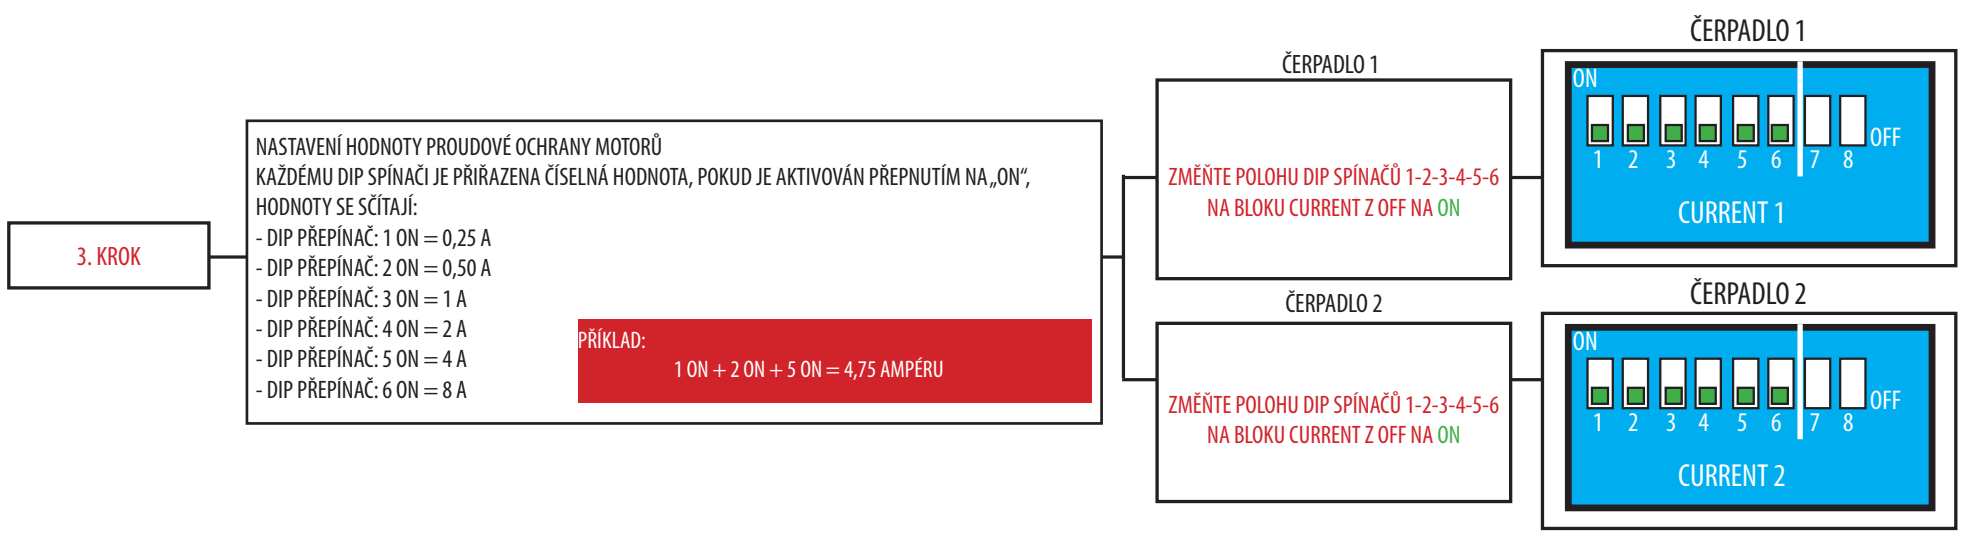 3. KROK
NASTAVENÍ HODNOTY PROUDOVÉ OCHRANY MOTORŮ
KAŽDÉMU DIP SPÍNAČI JE PŘIŘAZENA ČÍSELNÁ HODNOTA, POKUD JE AKTIVOVÁN PŘEPNUTÍM NA „ON“,
HODNOTY SE SČÍTAJÍ:
- DIP PŘEPÍNAČ: 1 ON = 0,25 A
- DIP PŘEPÍNAČ: 2 ON = 0,50 A
- DIP PŘEPÍNAČ: 3 ON = 1 A
- DIP PŘEPÍNAČ: 4 ON = 2 A
- DIP PŘEPÍNAČ: 5 ON = 4 A
- DIP PŘEPÍNAČ: 6 ON = 8 A
PŘÍKLAD:
1 ON + 2 ON + 5 ON = 4,75 AMPÉRU
ČERPADLO 1
ZMĚŇTE POLOHU DIP SPÍNAČŮ 1-2-3-4-5-6
NA BLOKU CURRENT Z OFF NA ON
ČERPADLO 1
ON
OFF
1 2 3 4 5 6 7 8
CURRENT 1
ČERPADLO 2
ZMĚŇTE POLOHU DIP SPÍNAČŮ 1-2-3-4-5-6
NA BLOKU CURRENT Z OFF NA ON
ČERPADLO 2
ON
OFF
1 2 3 4 5 6 7 8
CURRENT 2